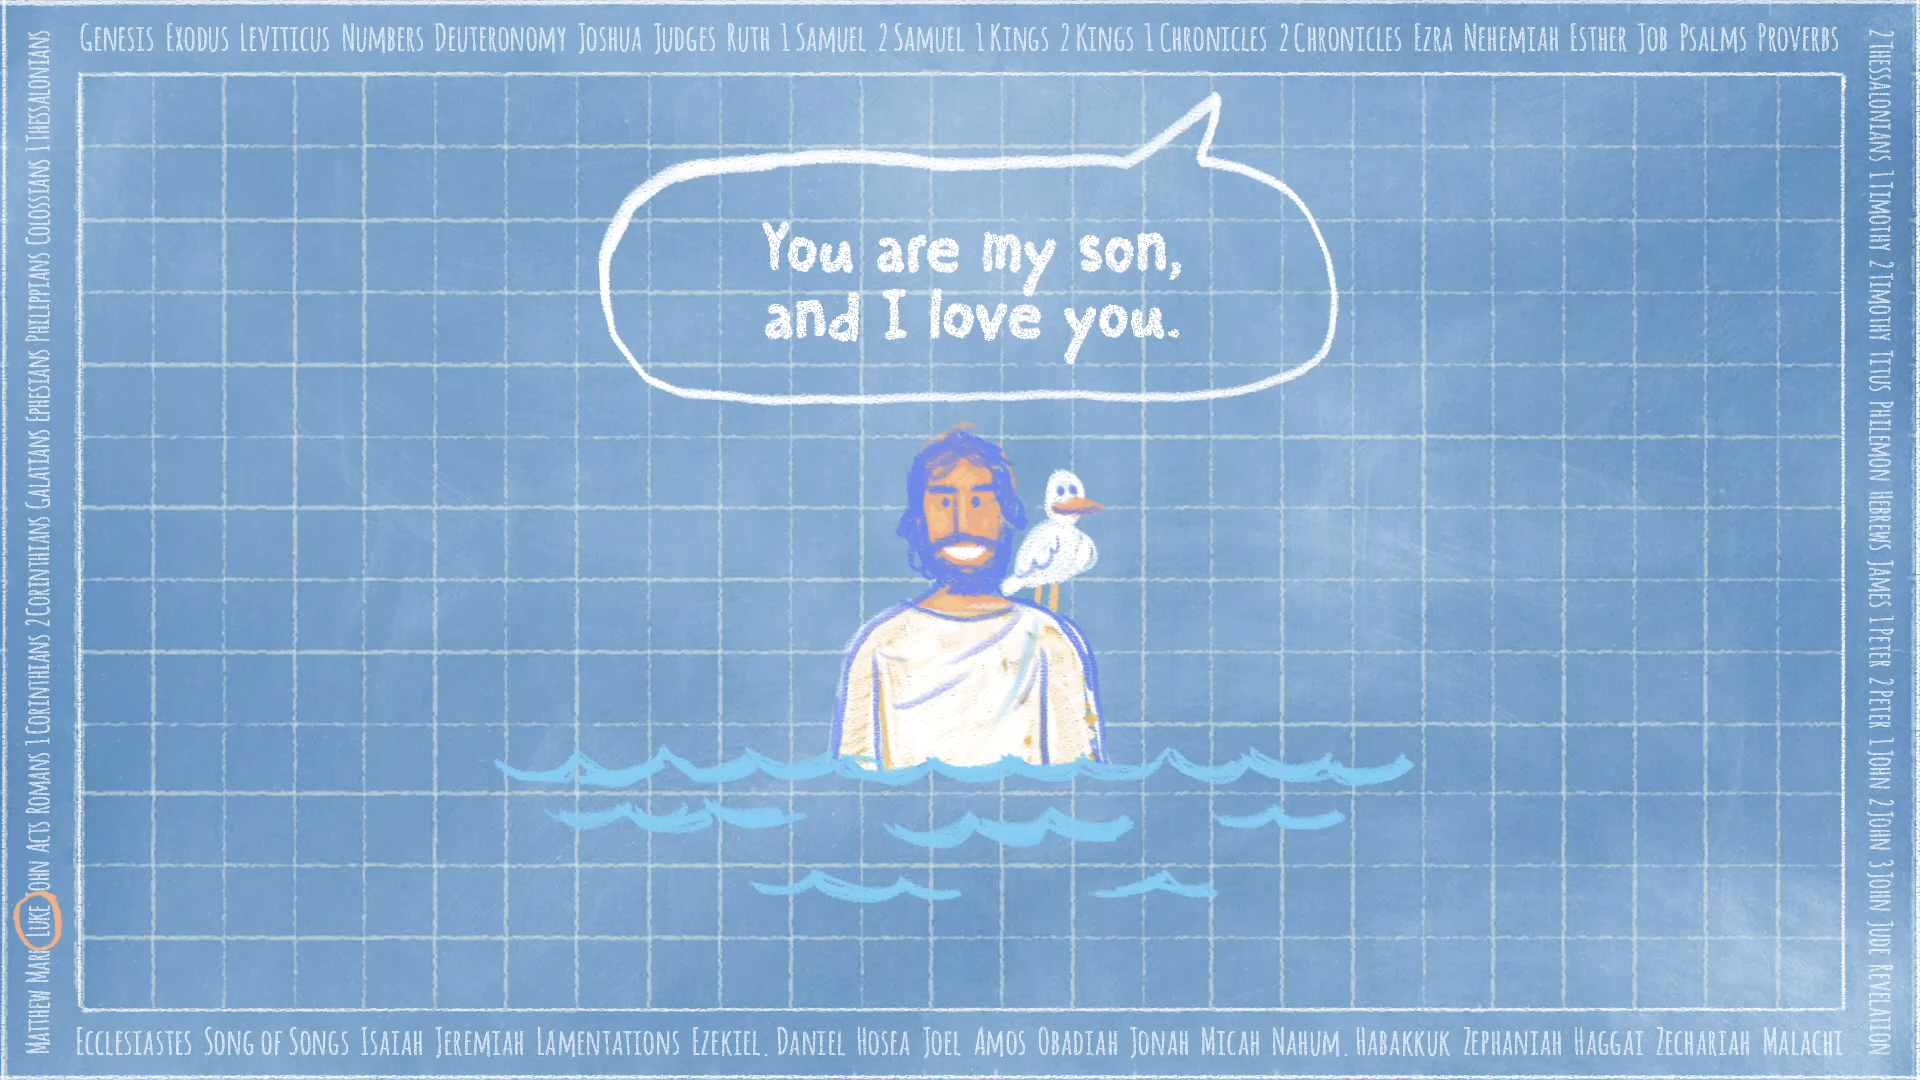 Genesis Exodus Leviticus Numbers Deuteronomy Joshua Judges Ruth 1 Samuel 2 Samuel 1 Kings 2 Kings 1 Chronicles 2 Chronicles Ezra Nehemiah Esther Job Psalms Proverbs
You are my son,
and I love you.
Ecclesiastes Song of Songs Isaiah Jeremiah Lamentations Ezekiel. Daniel Hosea Joel Amos Obadiah Jonah Micah Nahum. Habakkuk Zephaniah Haggai Zechariah Malachi
Matthew Mark Luke John Acts Romans 1 Corinthians 2 Corinthians Galatians Ephesians Philippians Colossians 1 Thessalonians
2 Thessalonians 1 Timothy 2 Timothy Titus Philemon Hebrews James 1 Peter 2 Peter 1 John 2 John 3 John Jude Revelation